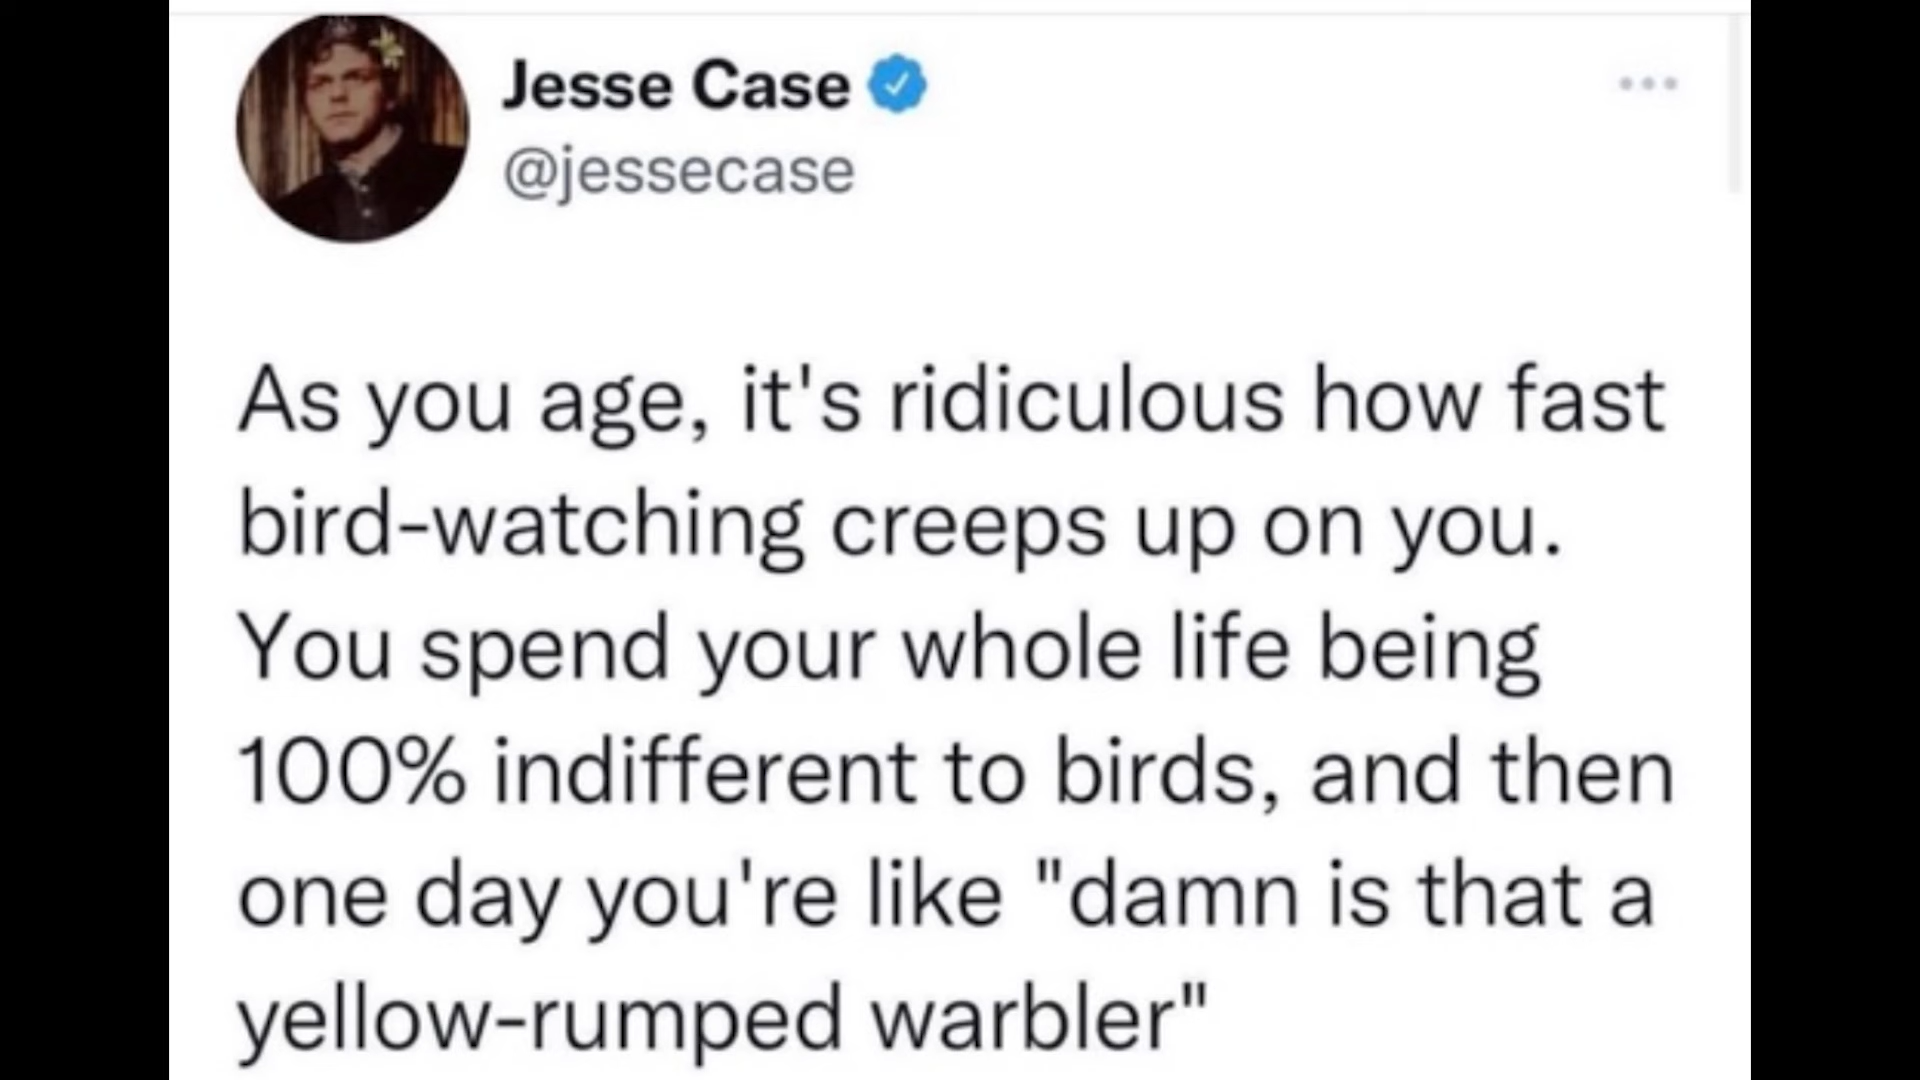 Jesse Case
@jessecase
As you age, it's ridiculous how fast
bird-watching creeps up on you.
You spend your whole life being
100% indifferent to birds, and then
one day you're like "damn is that a
yellow-rumped warbler"